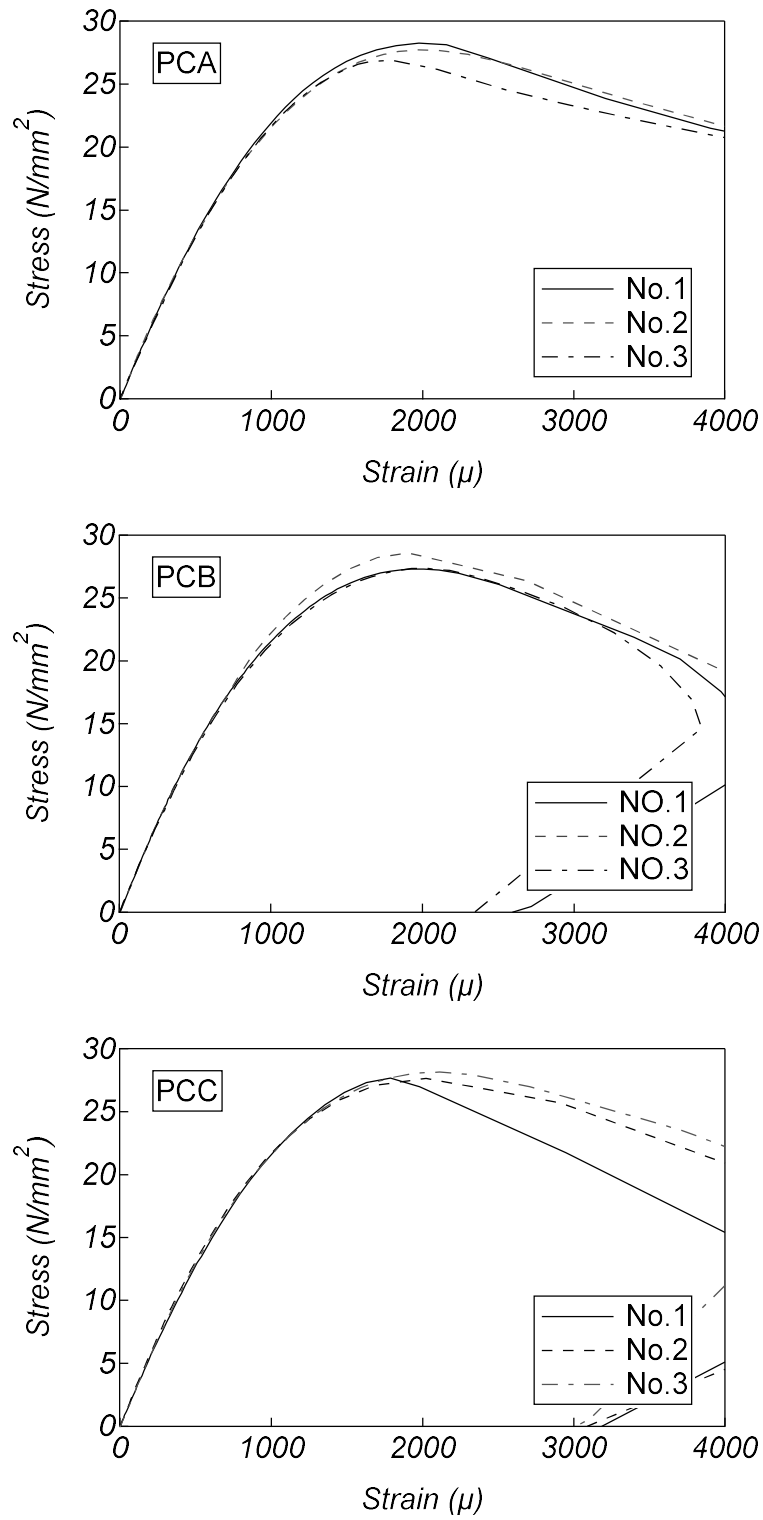 30
PCA
25
20
15
10
5
0
Stress (N/mm²)
No.1
No.2
No.3
0 1000 2000 3000 4000
Strain (μ)
30
PCB
25
20
15
10
5
0
Stress (N/mm²)
NO.1
NO.2
NO.3
0 1000 2000 3000 4000
Strain (μ)
30
PCC
25
20
15
10
5
0
Stress (N/mm²)
No.1
No.2
No.3
0 1000 2000 3000 4000
Strain (μ)